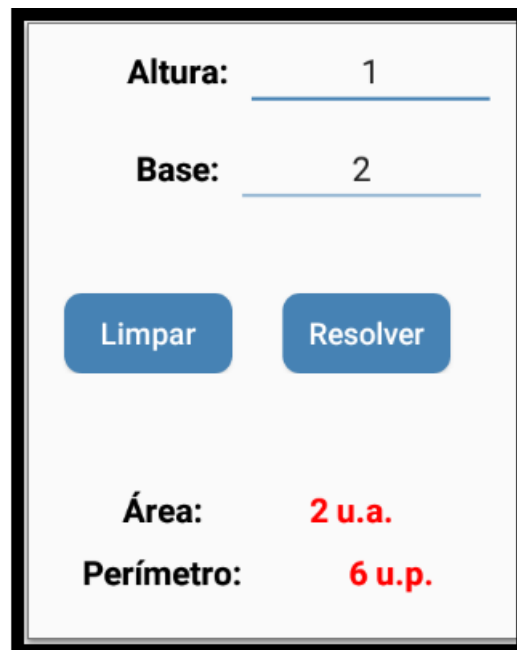 Altura: 1
Base: 2
Limpar Resolver
Área: 2 u.a.
Perímetro: 6 u.p.